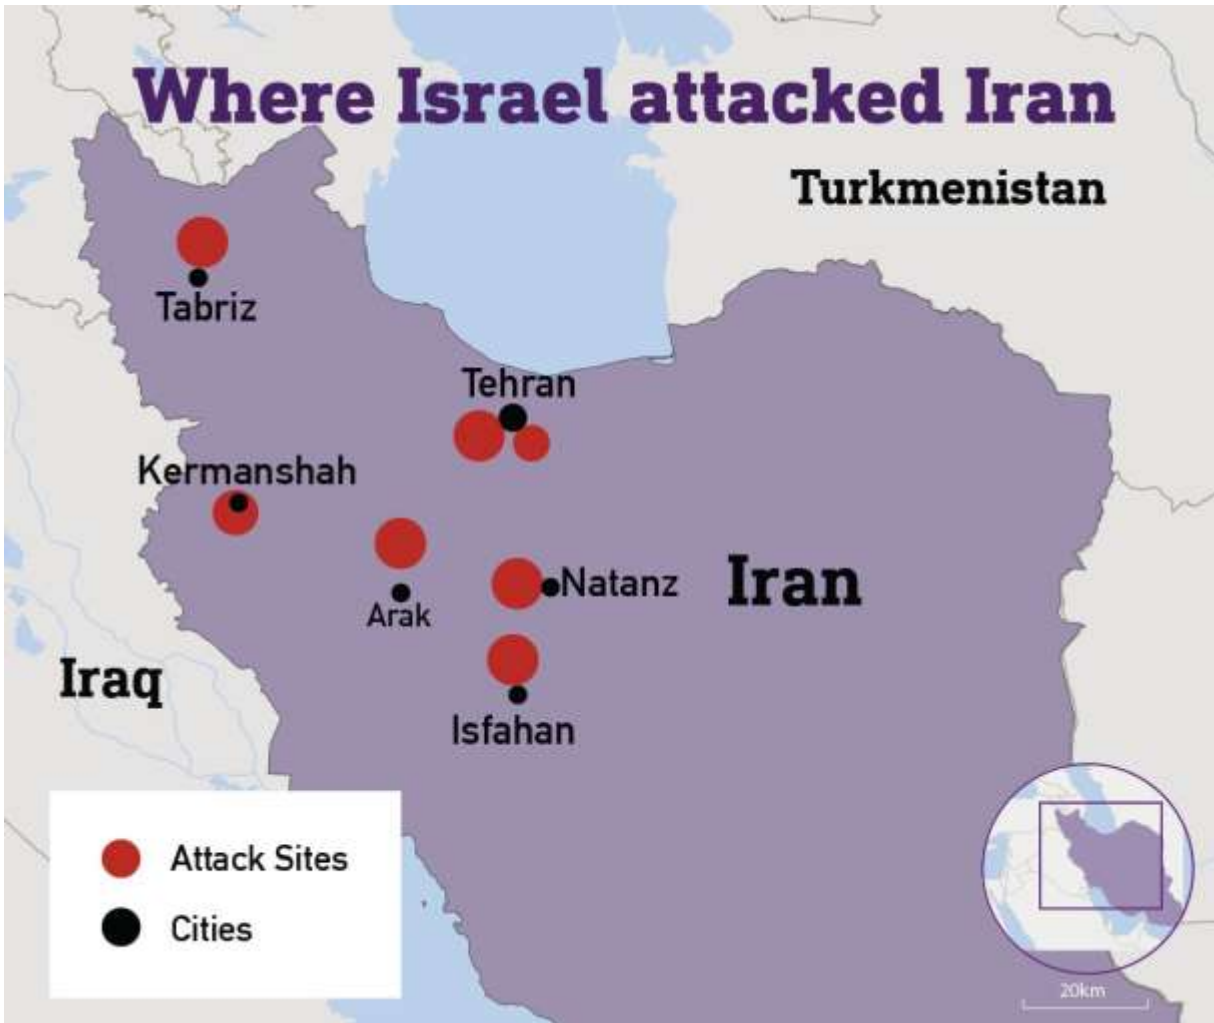 Where Israel attacked Iran
Turkmenistan
Tabriz
Tehran
Kermanshah
Natanz
Iran
Arak
Iraq
Isfahan
Attack Sites
Cities
20km